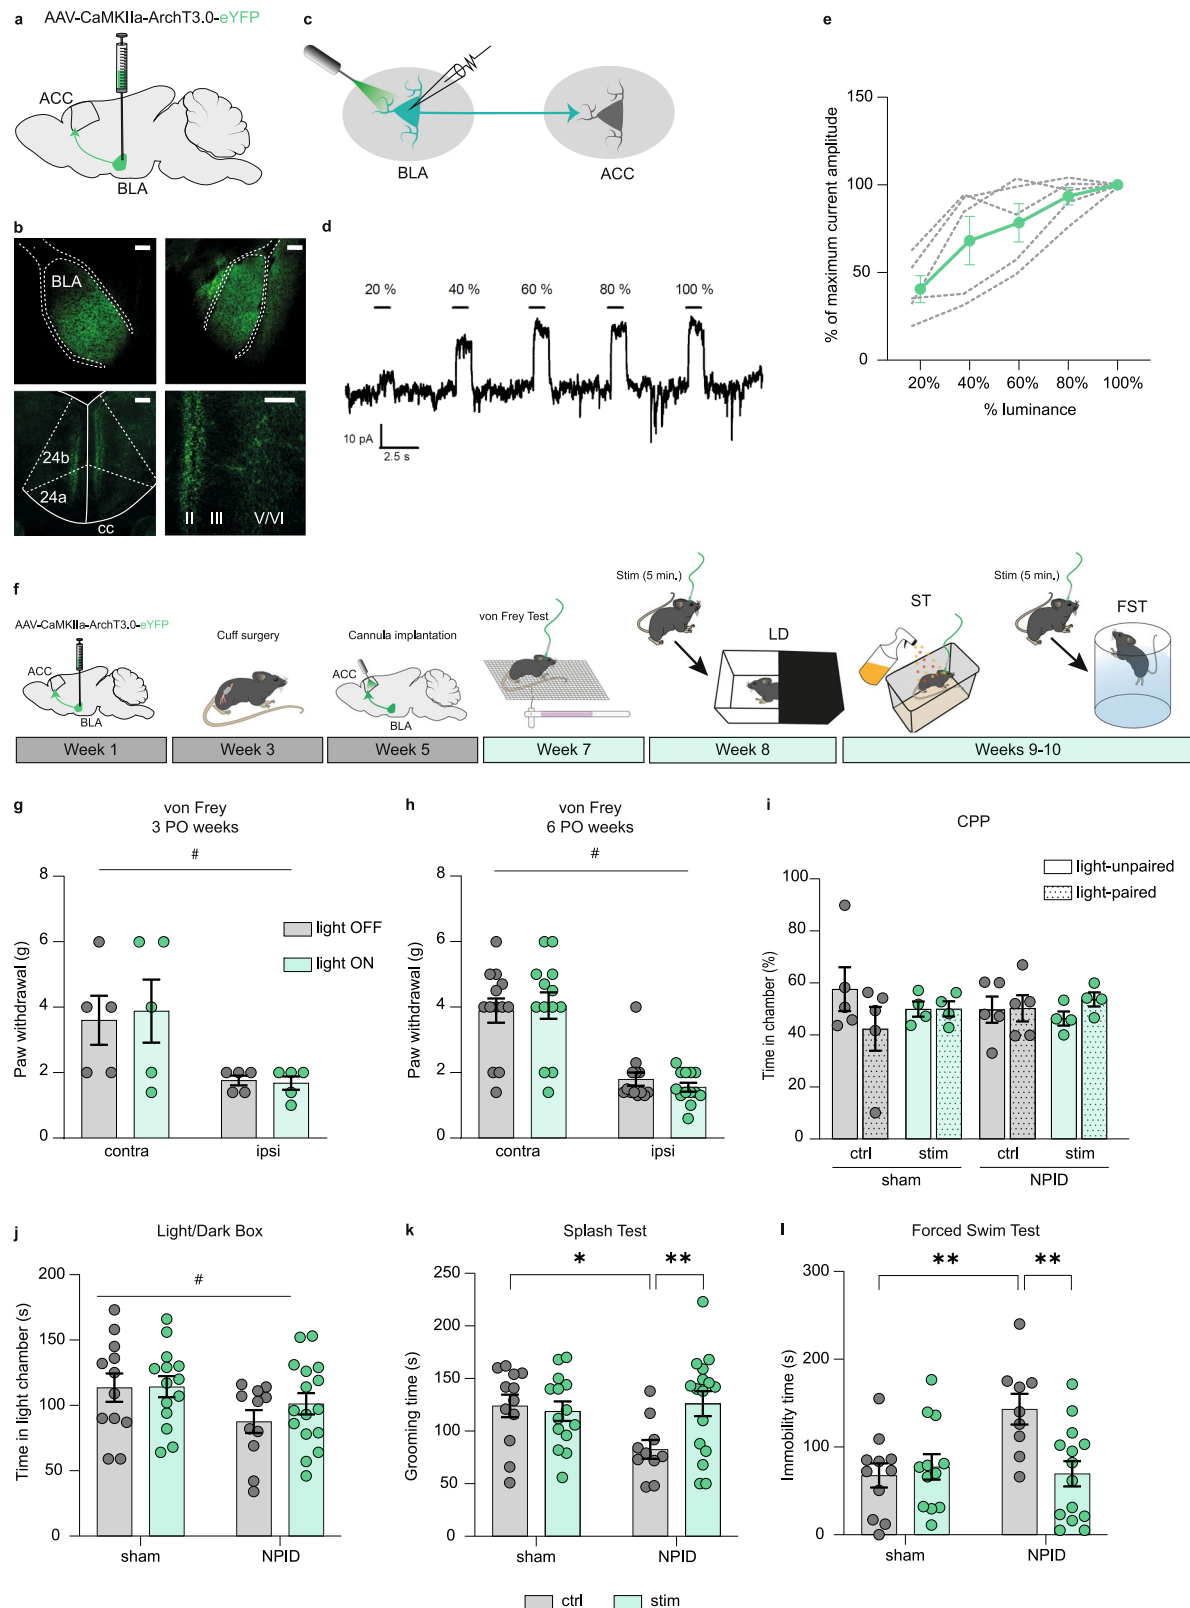 a
AAV-CaMKIIa-ArchT3.0-eYFP
ACC
BLA
c
BLA
ACC
e
% of maximum current amplitude
150
100
50
0
20% 40% 60% 80% 100%
% luminance
b
BLA
24b
24a
cc
II III V/VI
d
20 % 40 % 60 % 80 % 100 %
10 pA
2.5 s
f
AAV-CaMKIIa-ArchT3.0-eYFP
ACC
BLA
Week 1
Cuff surgery
Week 3
Cannula implantation
ACC
BLA
Week 5
von Frey Test
Week 7
Stim (5 min.)
LD
Week 8
ST
Stim (5 min.)
FST
Weeks 9-10
g
von Frey
3 PO weeks
#
Paw withdrawal (g)
8
6
4
2
0
contra ipsi
light OFF
light ON
h
von Frey
6 PO weeks
#
Paw withdrawal (g)
8
6
4
2
0
contra ipsi
i
CPP
light-unpaired
light-paired
Time in chamber (%)
100
80
60
40
20
0
ctrl stim ctrl stim
sham NPID
j
Light/Dark Box
#
Time in light chamber (s)
200
150
100
50
0
sham NPID
k
Splash Test
* **
Grooming time (s)
250
200
150
100
50
0
sham NPID
l
Forced Swim Test
** **
Immobility time (s)
300
200
100
0
sham NPID
ctrl stim